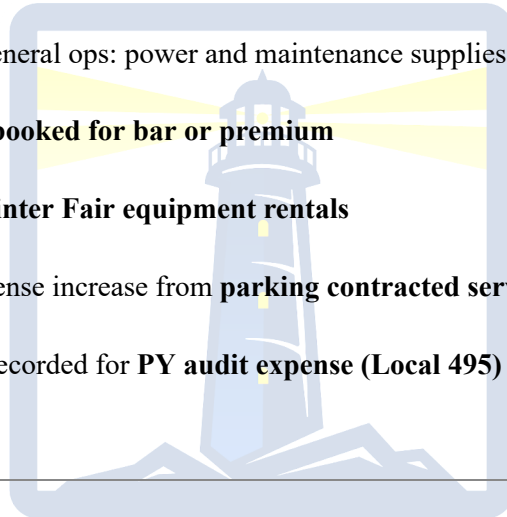 eneral ops: power and maintenance supplies
booked for bar or premium
inter Fair equipment rentals
ense increase from parking contracted serv
ecorded for PY audit expense (Local 495)